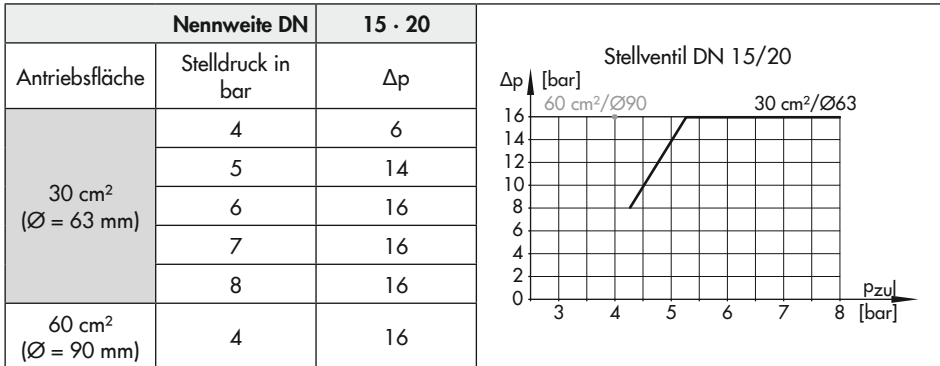 Nennweite DN 15 · 20
Antriebsfläche Stelldruck in bar Δp
30 cm² (Ø = 63 mm)
4 6
5 14
6 16
7 16
8 16
60 cm² (Ø = 90 mm) 4 16
Stellventil DN 15/20
Δp [bar]
60 cm²/Ø90 30 cm²/Ø63
16
14
12
10
8
6
4
2
0
3 4 5 6 7 8
pzul [bar]